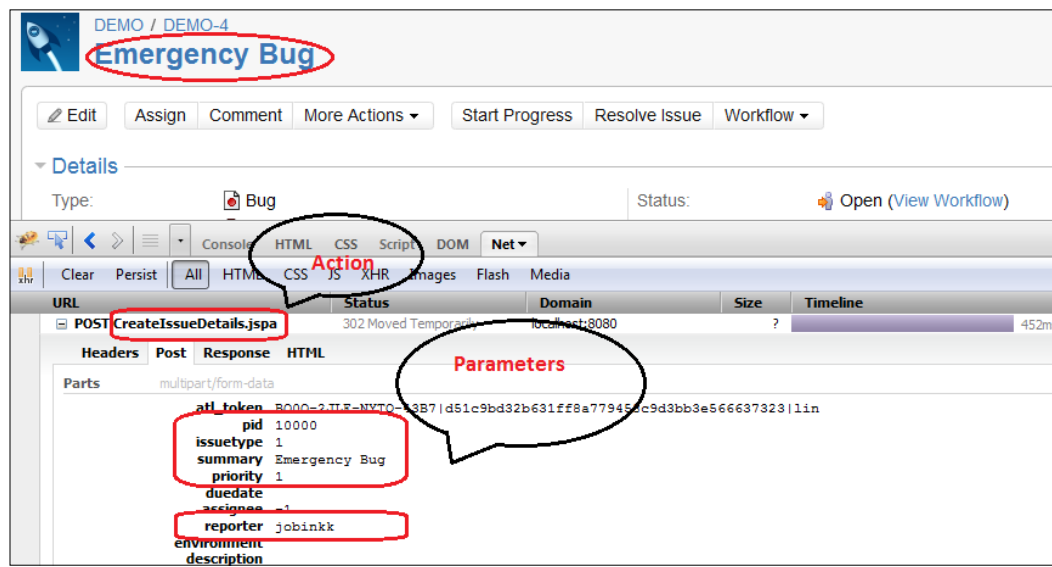 DEMO / DEMO-4
Emergency Bug
Edit Assign Comment More Actions Start Progress Resolve Issue Workflow
Details
Type: Bug Status: Open (View Workflow)
Console HTML CSS Script DOM Net
Action
xhr Clear Persist All HTML CSS JS XHR Images Flash Media
URL Status Domain Size Timeline
POST CreateIssueDetails.jspa 302 Moved Temporarily localhost:8080 ? 452m
Headers Post Response HTML
Parameters
Parts multipart/form-data
atl_token
pid 10000
issuetype 1
summary Emergency Bug
priority 1
duedate
assignee -1
reporter jobinkk
environment
description